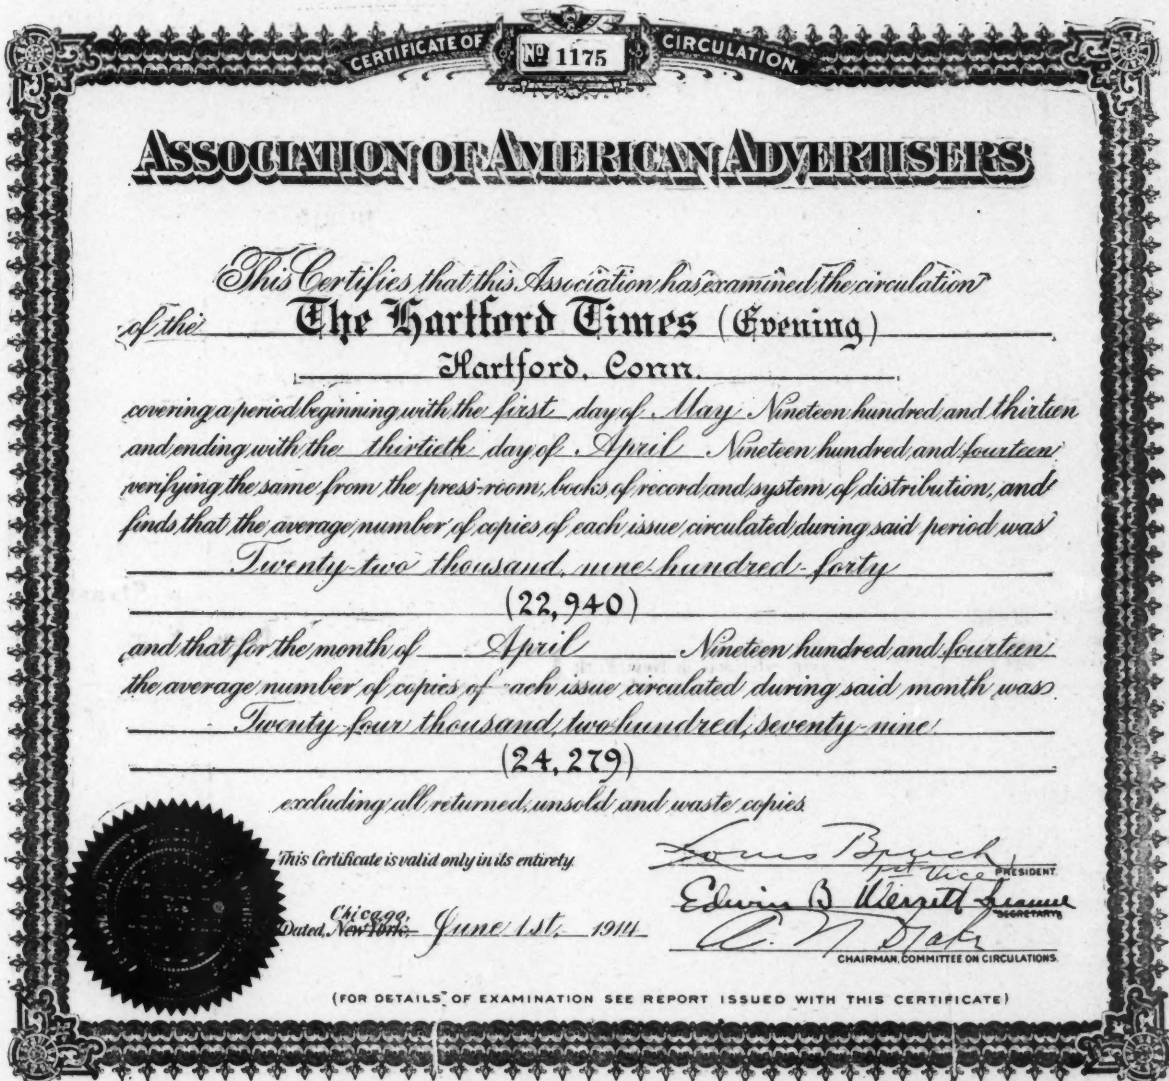 CERTIFICATE OF No 1175 CIRCULATION.
ASSOCIATION OF AMERICAN ADVERTISERS
This Certifies that this Association has examined the circulation
of the The Hartford Times (Evening)
Hartford, Conn.
covering a period beginning with the first day of May Nineteen hundred and thirteen
and ending with the thirtieth day of April Nineteen hundred and fourteen
verifying the same from the press-room, books of record and system of distribution, and
finds that the average number of copies of each issue circulated during said period was
Twenty-two thousand, nine-hundred-forty
(22,940)
and that for the month of April Nineteen hundred and fourteen
the average number of copies of ach issue circulated during said month was
Twenty-four thousand, two hundred, seventy-nine
(24,279)
excluding all returned, unsold and waste copies
This Certificate is valid only in its entirety.
Louis Bruch
1st Vice PRESIDENT
Edwin B
SECRETARY
Chicago,
Dated, New York, June 1st, 1914
CHAIRMAN, COMMITTEE ON CIRCULATIONS.
(FOR DETAILS OF EXAMINATION SEE REPORT ISSUED WITH THIS CERTIFICATE)